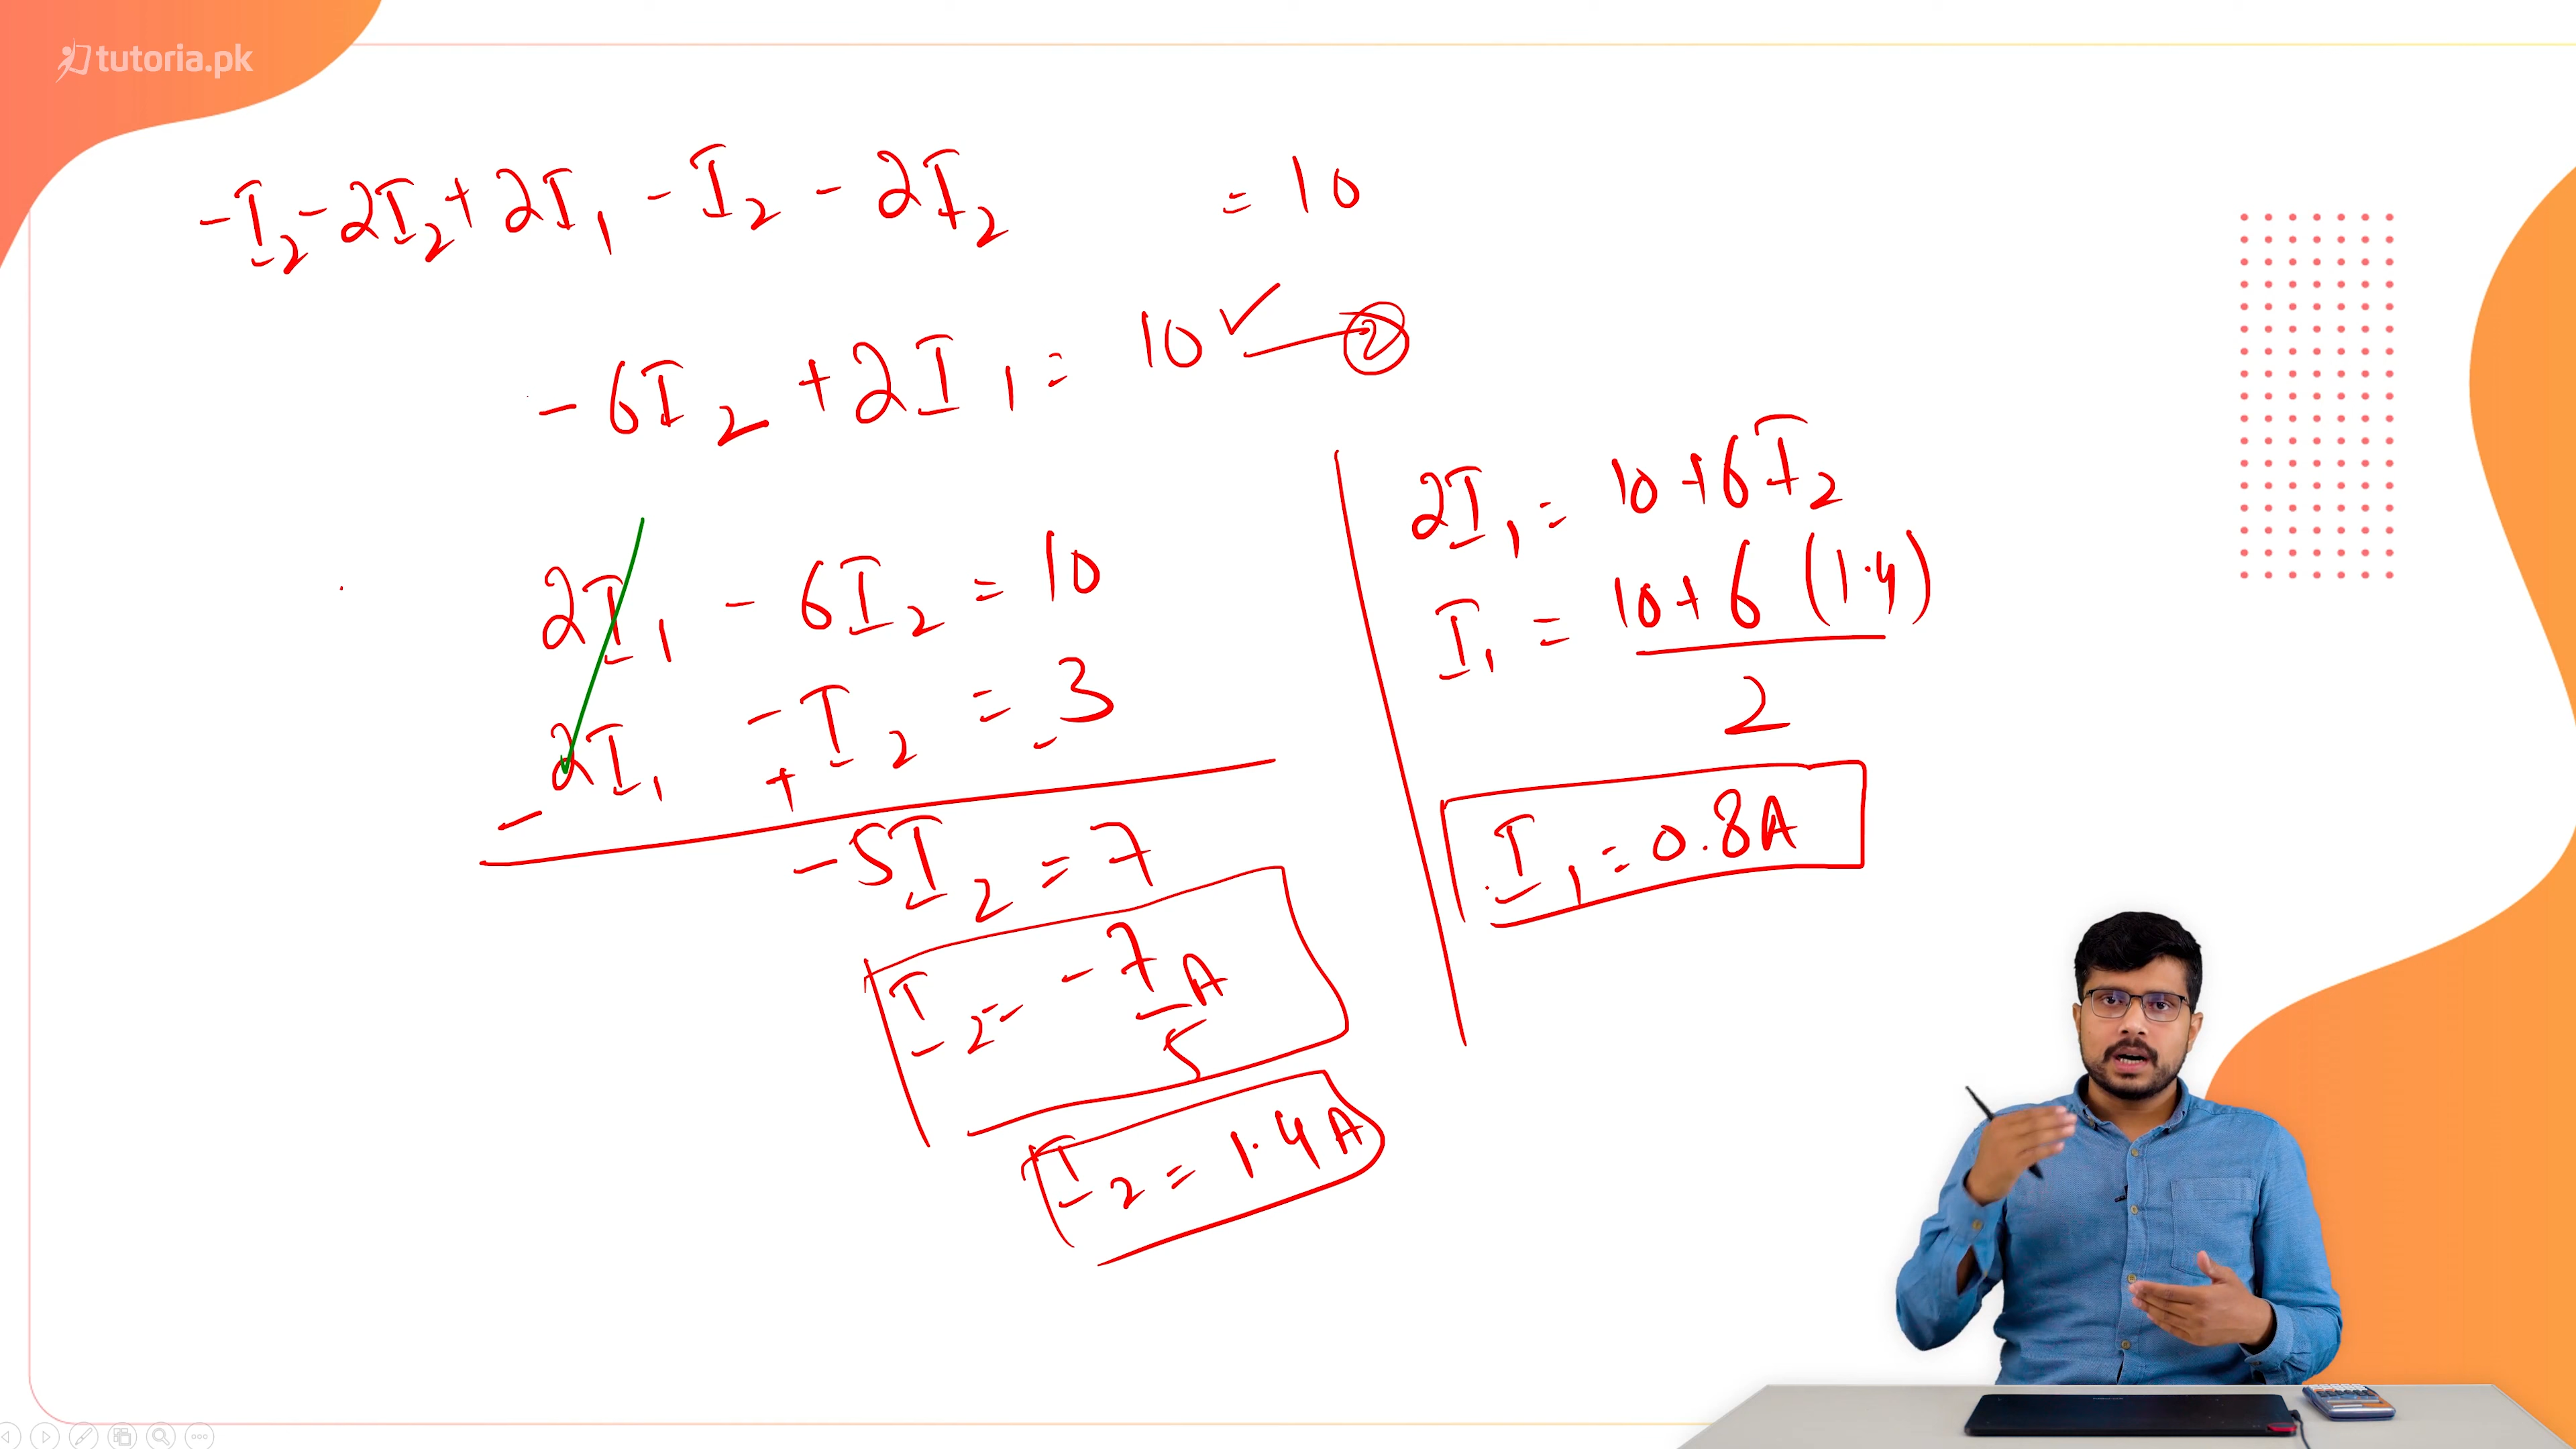 tutoria.pk
-I₂-2I₂+2I₁-I₂-2I₂ = 10
-6I₂+2I₁= 10 ✓ — ②
2I₁ - 6I₂ = 10
2I₁ -I₂ = 3
- + -
-5I₂ = 7
I₂= -7/5 A
I₂ = 1.4A
2I₁ = 10+6I₂
I₁ = 10+6(1.4)
2
I₁ = 0.8A